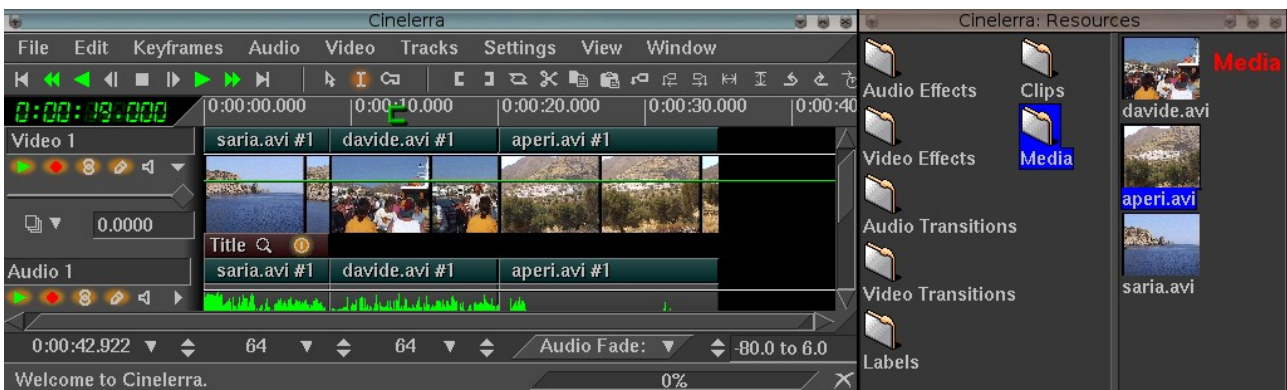 Cinelerra
File Edit Keyframes Audio Video Tracks Settings View Window
0:00:19.000
0:00:00.000 0:00:10.000 0:00:20.000 0:00:30.000 0:00:40
Video 1
saria.avi #1 davide.avi #1 aperi.avi #1
0.0000
Title
Audio 1
saria.avi #1 davide.avi #1 aperi.avi #1
0:00:42.922 64 64 Audio Fade: -80.0 to 6.0
Welcome to Cinelerra. 0%
Cinelerra: Resources
Audio Effects Clips
Video Effects Media
Audio Transitions
Video Transitions
Labels
Media
davide.avi
aperi.avi
saria.avi